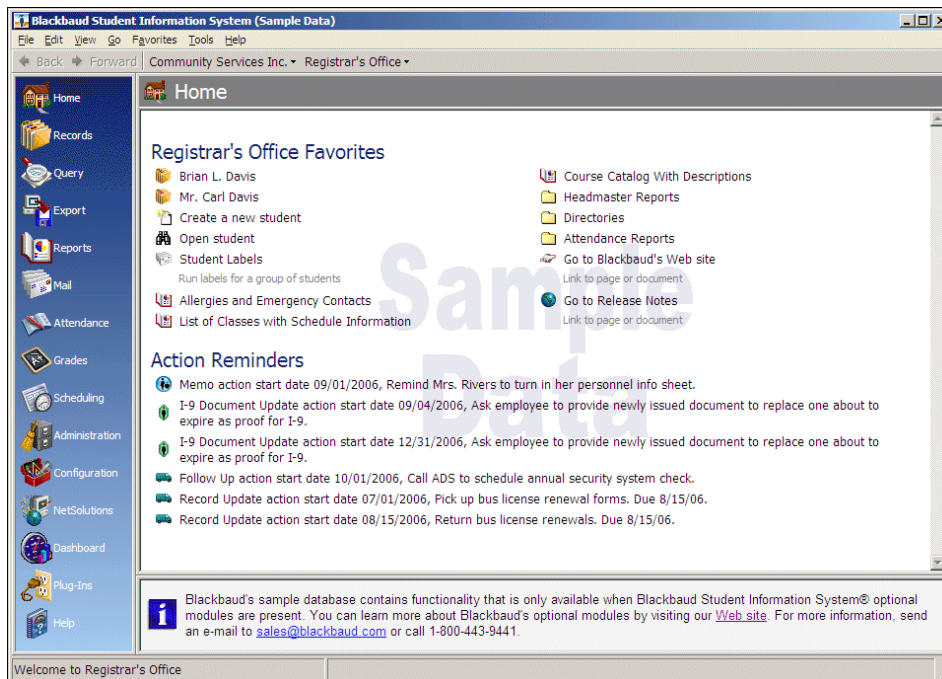 Blackbaud Student Information System (Sample Data)
File Edit View Go Favorites Tools Help
Back Forward Community Services Inc. Registrar's Office
Home
Home
Records
Query
Export
Reports
Mail
Attendance
Grades
Scheduling
Administration
Configuration
NetSolutions
Dashboard
Plug-Ins
Help
Sample
Data
Registrar's Office Favorites
Brian L. Davis
Mr. Carl Davis
Create a new student
Open student
Student Labels
Run labels for a group of students
Allergies and Emergency Contacts
List of Classes with Schedule Information
Course Catalog With Descriptions
Headmaster Reports
Directories
Attendance Reports
Go to Blackbaud's Web site
Link to page or document
Go to Release Notes
Link to page or document
Action Reminders
Memo action start date 09/01/2006, Remind Mrs. Rivers to turn in her personnel info sheet.
I-9 Document Update action start date 09/04/2006, Ask employee to provide newly issued document to replace one about to
expire as proof for I-9.
I-9 Document Update action start date 12/31/2006, Ask employee to provide newly issued document to replace one about to
expire as proof for I-9.
Follow Up action start date 10/01/2006, Call ADS to schedule annual security system check.
Record Update action start date 07/01/2006, Pick up bus license renewal forms. Due 8/15/06.
Record Update action start date 08/15/2006, Return bus license renewals. Due 8/15/06.
Blackbaud's sample database contains functionality that is only available when Blackbaud Student Information System® optional
modules are present. You can learn more about Blackbaud's optional modules by visiting our Web site. For more information, send
an e-mail to sales@blackbaud.com or call 1-800-443-9441.
Welcome to Registrar's Office